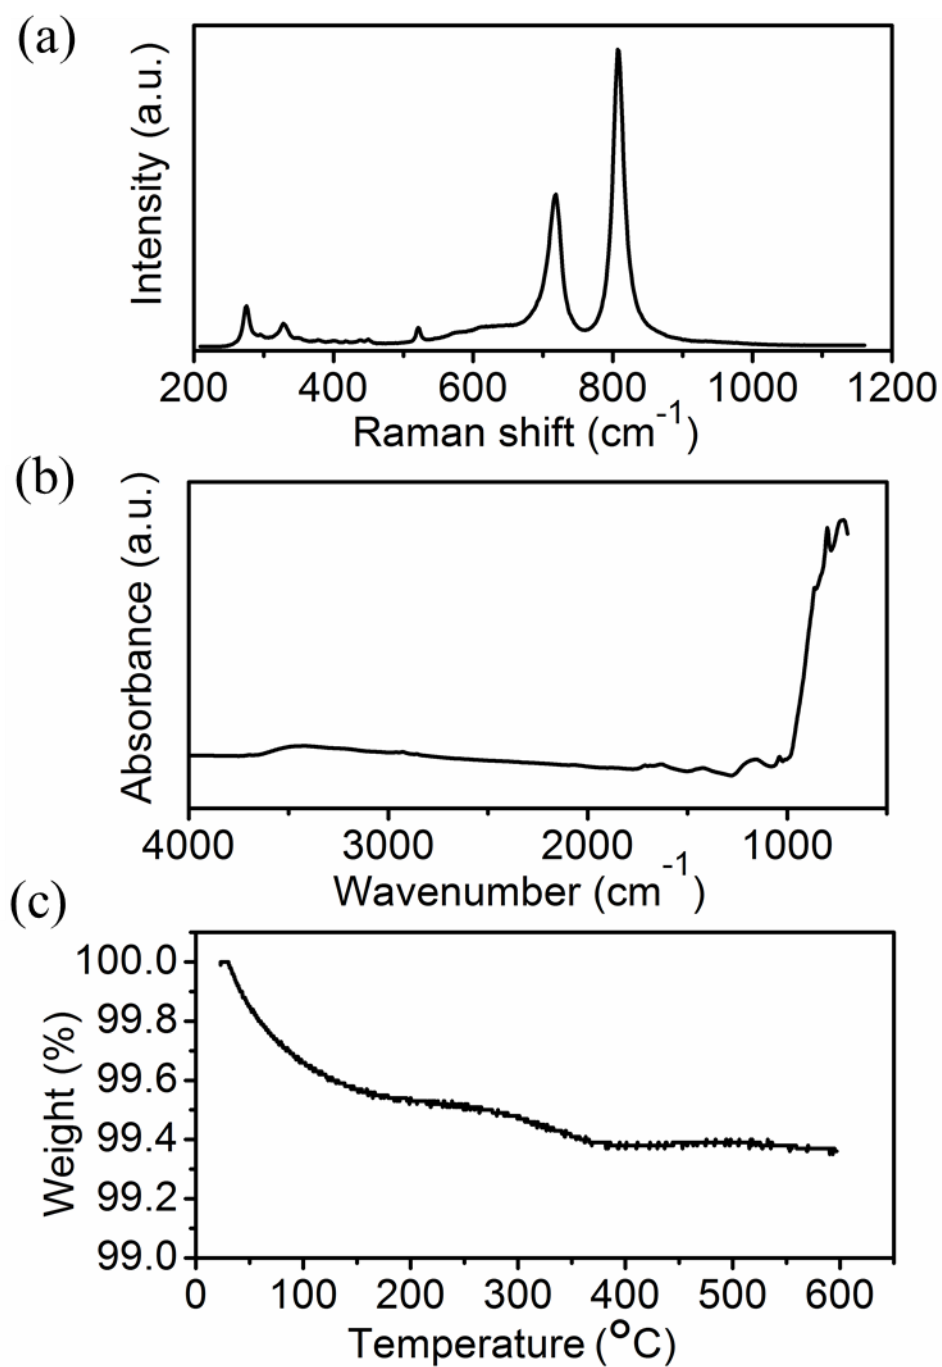 (a)
Intensity (a.u.)
200 400 600 800 1000 1200
Raman shift (cm⁻¹)
(b)
Absorbance (a.u.)
4000 3000 2000 1000
Wavenumber (cm⁻¹)
(c)
Weight (%)
100.0
99.8
99.6
99.4
99.2
99.0
0 100 200 300 400 500 600
Temperature (°C)